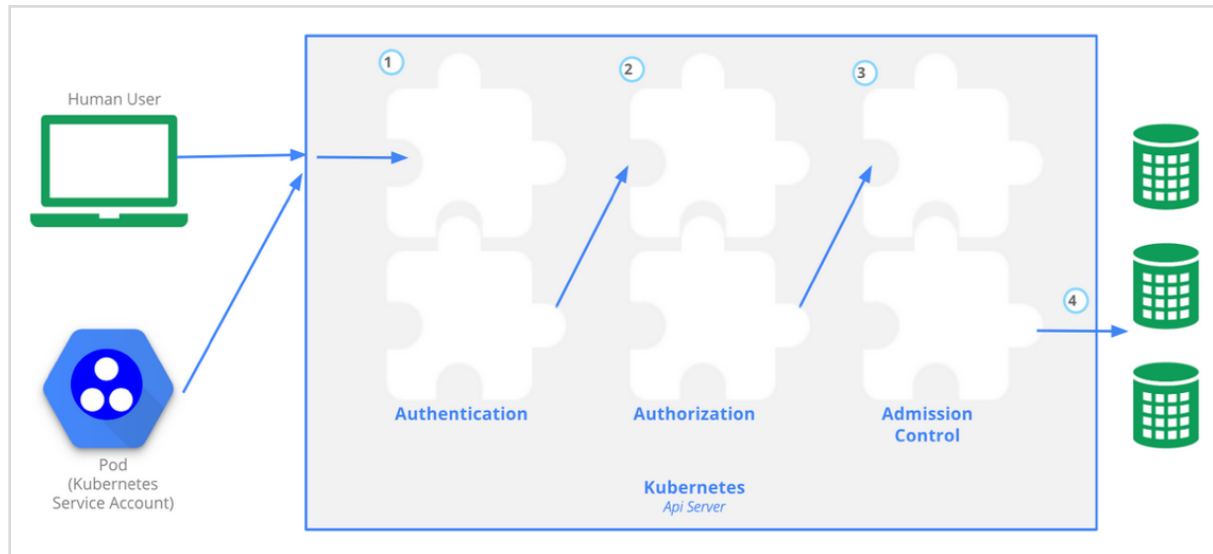 Human User
1
2
3
4
Authentication
Authorization
Admission
Control
Pod
(Kubernetes
Service Account)
Kubernetes
Api Server